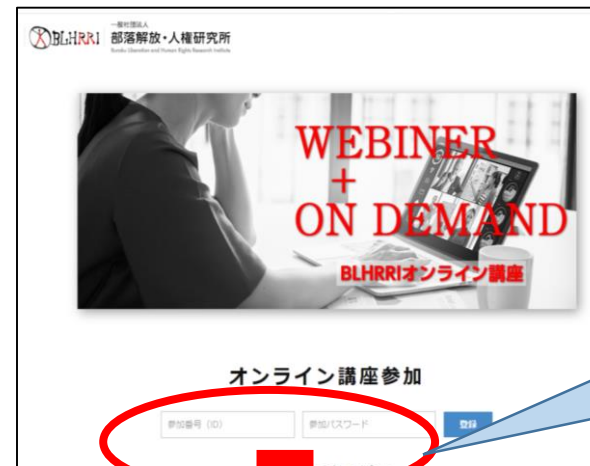 BLHRRI
一般社団法人
部落解放・人権研究所
Buraku Liberation and Human Rights Research Institute
WEBINER
+
ON DEMAND
BLHRRIオンライン講座
オンライン講座参加
参加番号（ID）
参加パスワード
登録